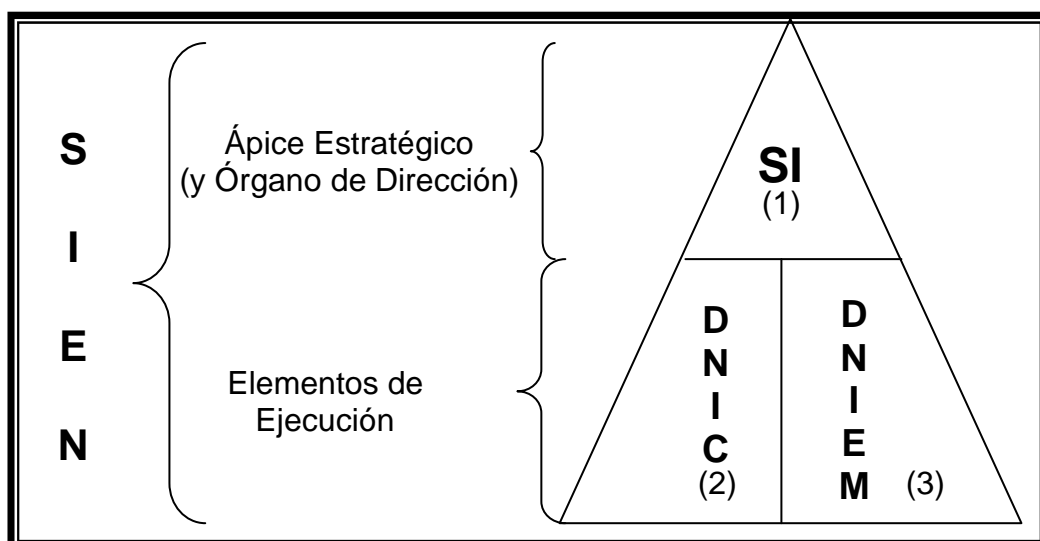 S
I
E
N
Ápice Estratégico
(y Órgano de Dirección)
SI
(1)
Elementos de
Ejecución
D
N
I
C
(2)
D
N
I
E
M (3)